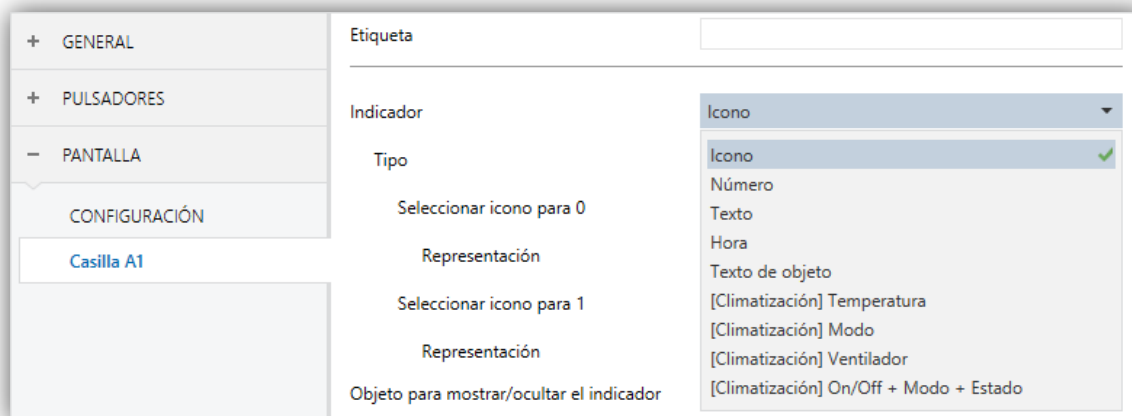 + GENERAL
+ PULSADORES
− PANTALLA
CONFIGURACIÓN
Casilla A1
Etiqueta
Indicador
Icono
Tipo
Icono
Número
Seleccionar icono para 0
Texto
Hora
Representación
Texto de objeto
Seleccionar icono para 1
[Climatización] Temperatura
[Climatización] Modo
Representación
[Climatización] Ventilador
Objeto para mostrar/ocultar el indicador
[Climatización] On/Off + Modo + Estado